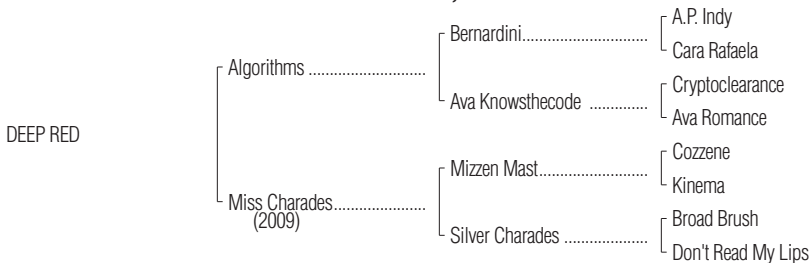 A.P. Indy
Bernardini............................
Cara Rafaela
Algorithms ..........................
Cryptoclearance
Ava Knowsthecode .............
Ava Romance
DEEP RED
Cozzene
Mizzen Mast........................
Kinema
Miss Charades.....................
(2009)
Broad Brush
Silver Charades ...................
Don't Read My Lips